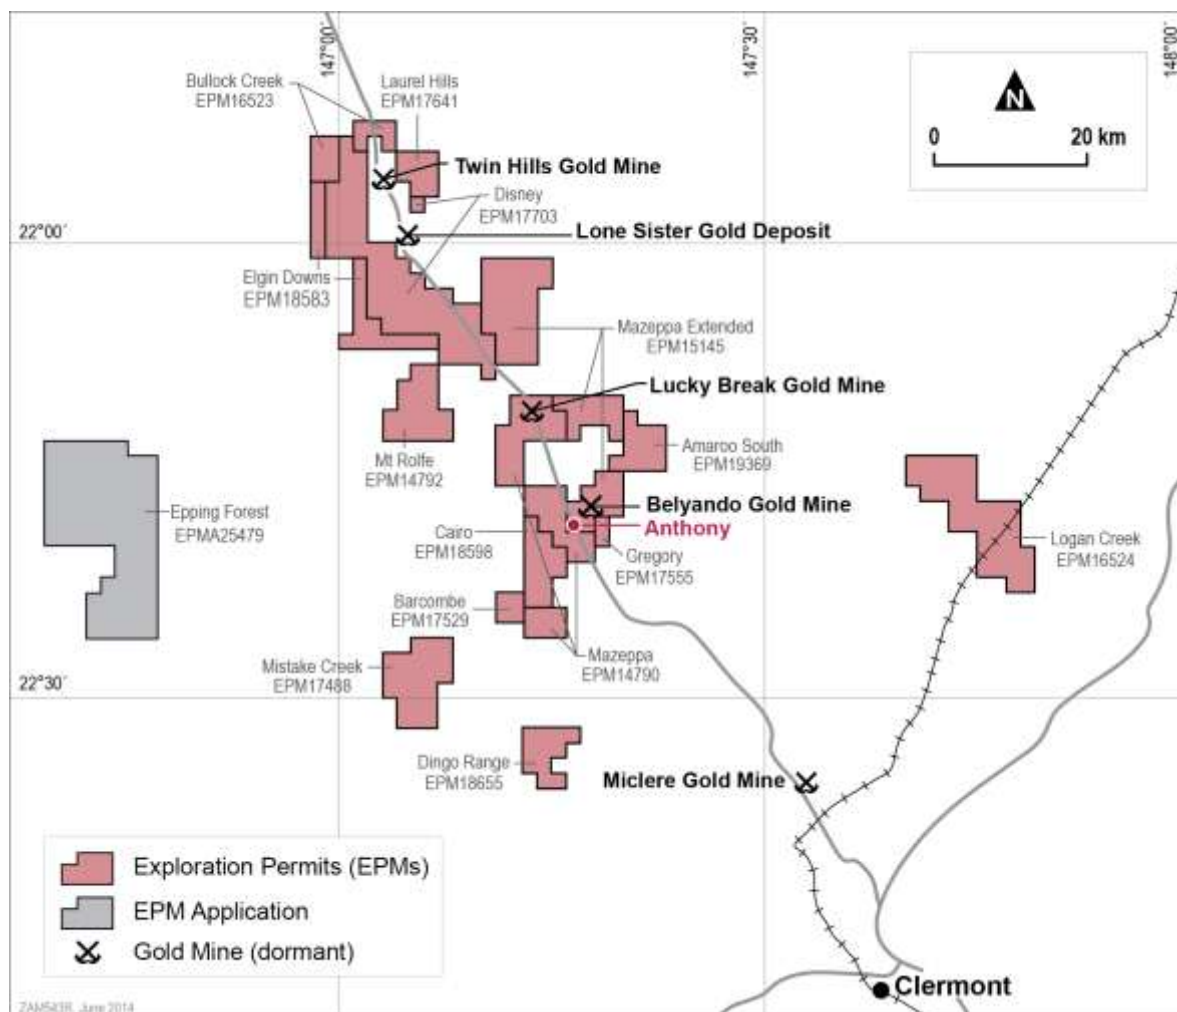 147°00´
147°30´
148°00´
Bullock Creek
EPM16523
Laurel Hills
EPM17641
N
0 20 km
Twin Hills Gold Mine
Disney
EPM17703
22°00´
Lone Sister Gold Deposit
Elgin Downs
EPM18583
Mazeppa Extended
EPM15145
Lucky Break Gold Mine
Mt Rolfe
EPM14792
Amaroo South
EPM19369
Epping Forest
EPMA25479
Belyando Gold Mine
Anthony
Cairo
EPM18598
Gregory
EPM17555
Logan Creek
EPM16524
Barcombe
EPM17529
Mazeppa
EPM14790
Mistake Creek
EPM17488
22°30´
Dingo Range
EPM18655
Miclere Gold Mine
Exploration Permits (EPMs)
EPM Application
Gold Mine (dormant)
Clermont
ZAM543B, June 2014